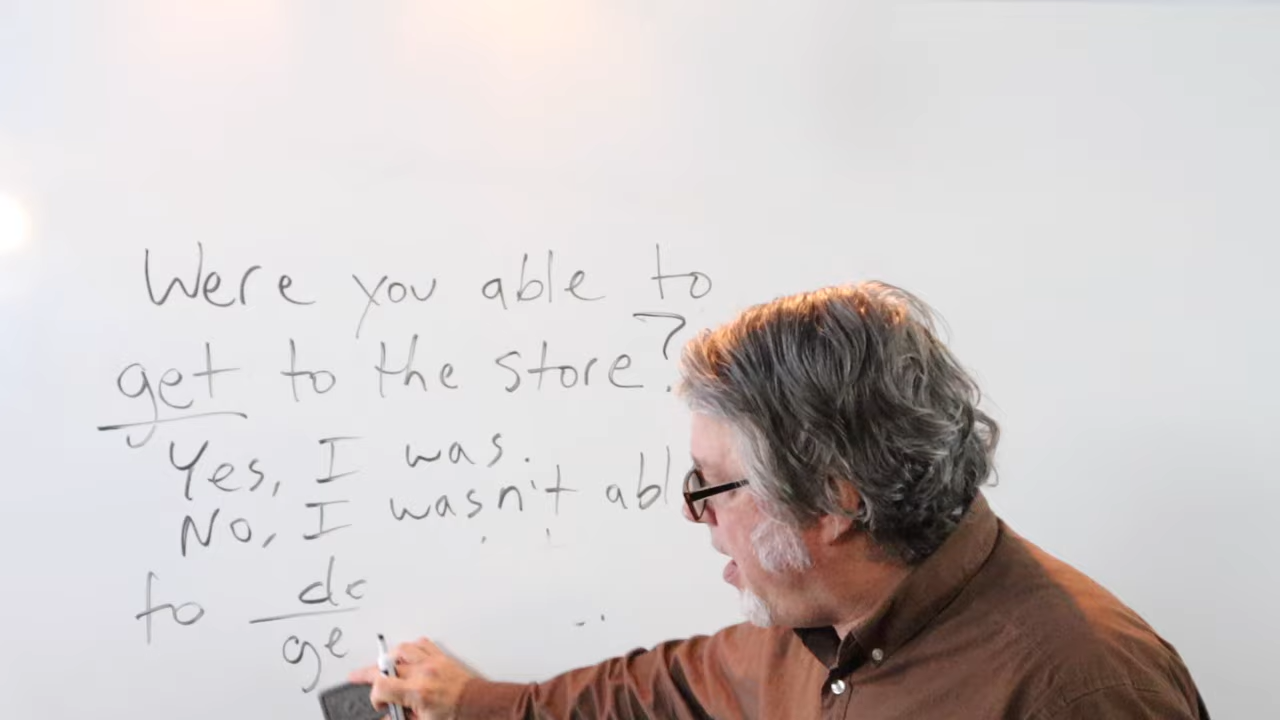 Were you able to
get to the store?
Yes, I was.
No, I wasn't abl
to